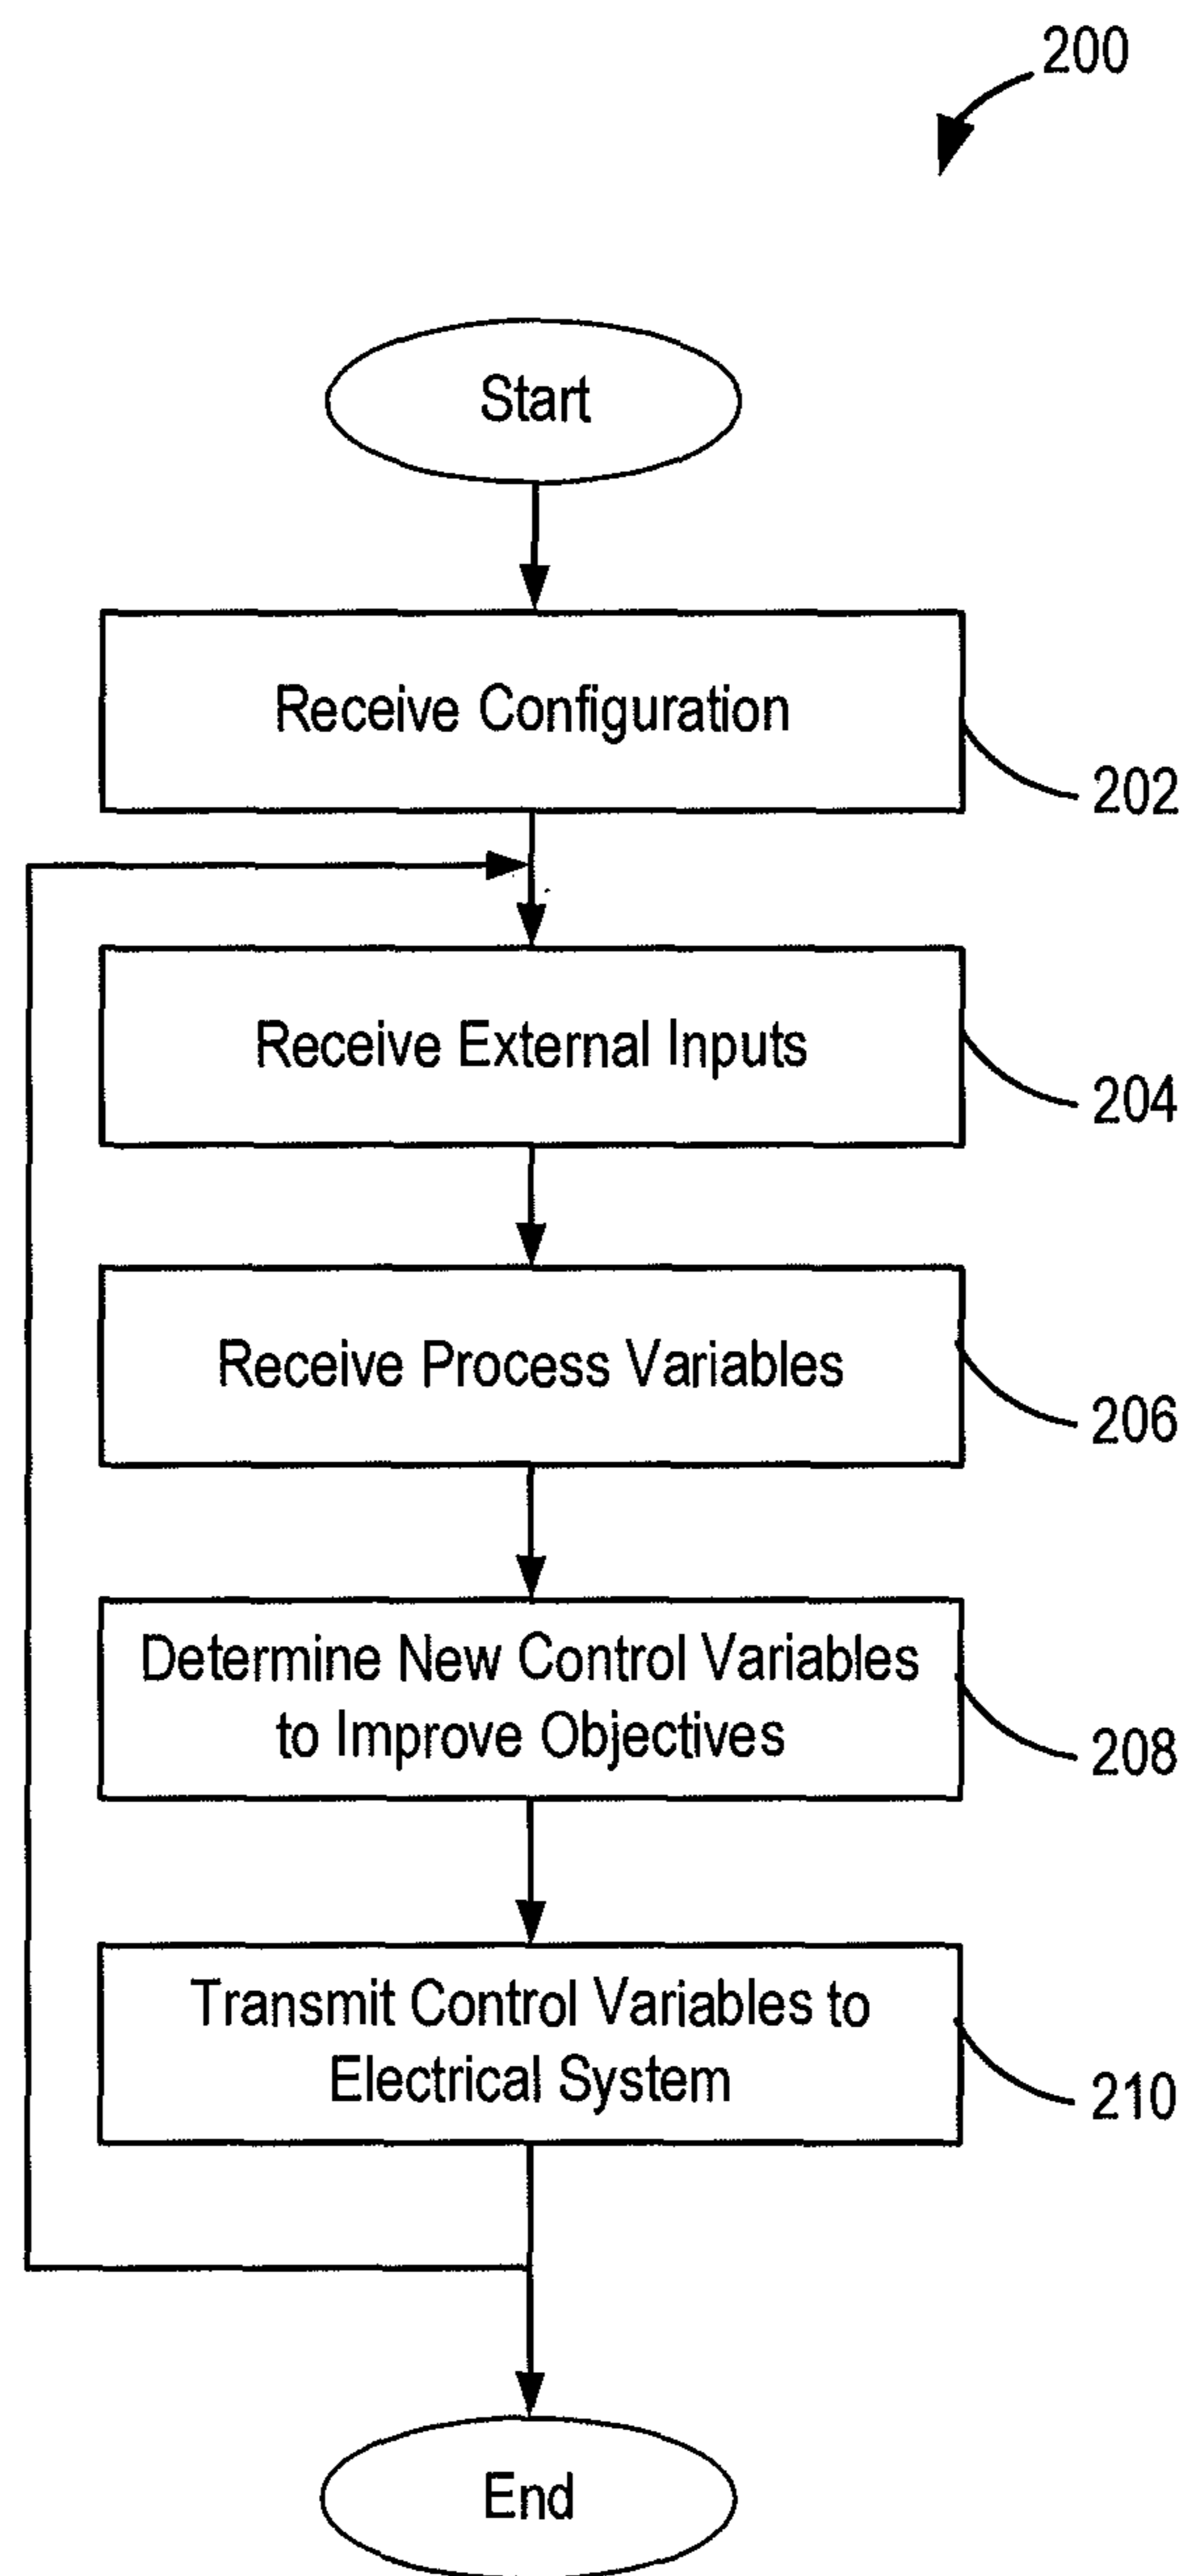 200
Start
Receive Configuration
202
Receive External Inputs
204
Receive Process Variables
206
Determine New Control Variables
to Improve Objectives
208
Transmit Control Variables to
Electrical System
210
End